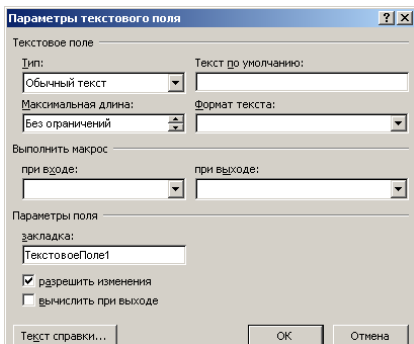 Параметры текстового поля
Текстовое поле
Тип:
Текст по умолчанию:
Обычный текст
Максимальная длина:
Формат текста:
Без ограничений
Выполнить макрос
при входе:
при выходе:
Параметры поля
закладка:
ТекстовоеПоле1
разрешить изменения
вычислить при выходе
Текст справки...
ОК
Отмена